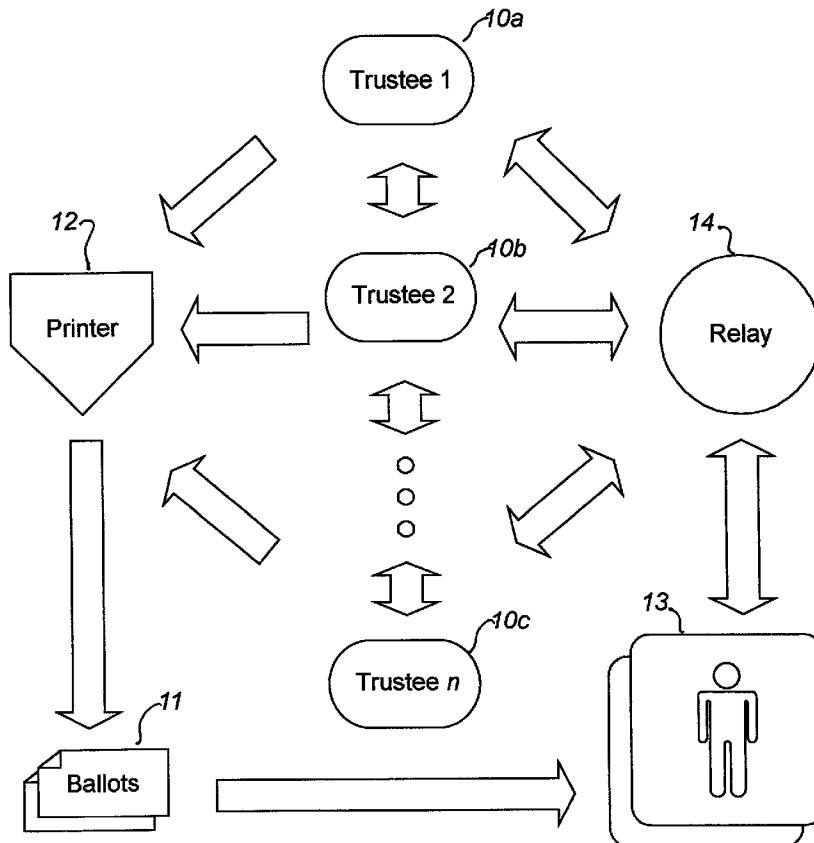 10a
Trustee 1
12
10b
14
Trustee 2
Printer
Relay
10c
13
Trustee n
11
Ballots